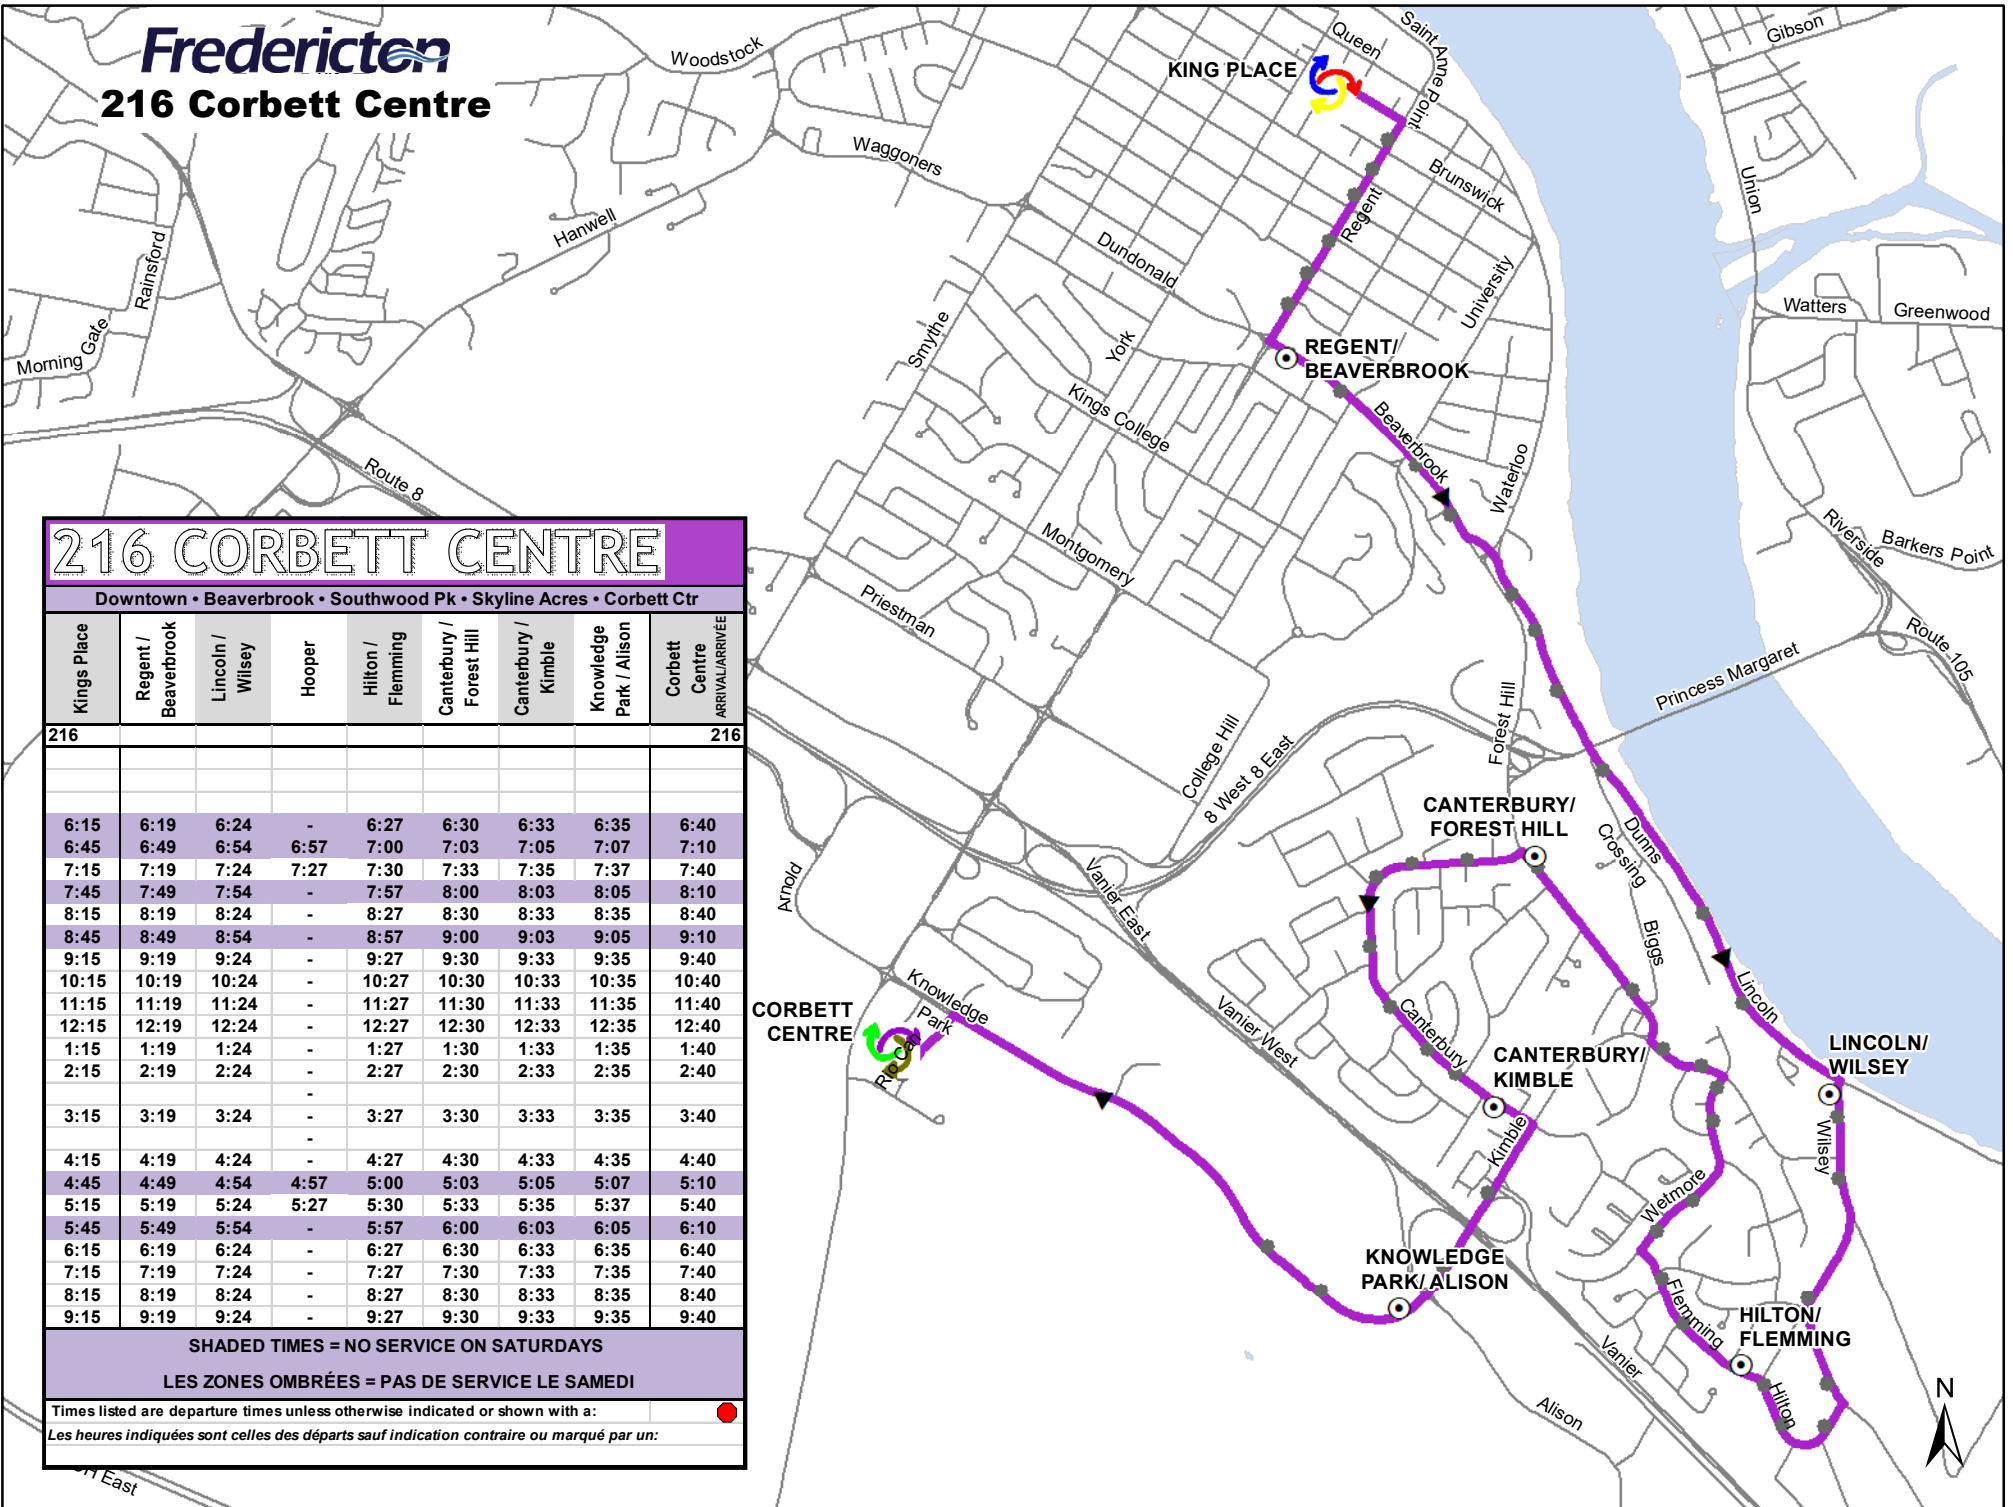 Fredericton
216 Corbett Centre
Woodstock
Waggoners
Hanwell
Rainsford
Morning Gate
Route 8
Smythe
York
Dundonald
Kings College
Montgomery
Priestman
KING PLACE
Queen
Saint Anne Point
Brunswick
Regent
University
REGENT/
BEAVERBROOK
Beaverbrook
Waterloo
Gibson
Union
Watters
Greenwood
Riverside
Barkers Point
Route 105
Princess Margaret
Forest Hill
College Hill
8 West 8 East
CANTERBURY/
FOREST HILL
Dunns
Crossing
Biggs
Lincoln
Arnold
Vanier East
Vanier West
Knowledge
Park
CORBETT
CENTRE
Rio Can
Canterbury
CANTERBURY/
KIMBLE
Kimble
LINCOLN/
WILSEY
Wilsey
Wetmore
KNOWLEDGE
PARK/ALISON
Flemming
HILTON/
FLEMMING
Hilton
Vanier
Alison
N
216 CORBETT CENTRE
Downtown • Beaverbrook • Southwood Pk • Skyline Acres • Corbett Ctr
Kings Place
Regent /
Beaverbrook
Lincoln /
Wilsey
Hooper
Hilton /
Flemming
Canterbury /
Forest Hill
Canterbury /
Kimble
Knowledge
Park / Alison
Corbett
Centre
ARRIVAL/ARRIVÉE
216 216
6:15 6:19 6:24 - 6:27 6:30 6:33 6:35 6:40
6:45 6:49 6:54 6:57 7:00 7:03 7:05 7:07 7:10
7:15 7:19 7:24 7:27 7:30 7:33 7:35 7:37 7:40
7:45 7:49 7:54 - 7:57 8:00 8:03 8:05 8:10
8:15 8:19 8:24 - 8:27 8:30 8:33 8:35 8:40
8:45 8:49 8:54 - 8:57 9:00 9:03 9:05 9:10
9:15 9:19 9:24 - 9:27 9:30 9:33 9:35 9:40
10:15 10:19 10:24 - 10:27 10:30 10:33 10:35 10:40
11:15 11:19 11:24 - 11:27 11:30 11:33 11:35 11:40
12:15 12:19 12:24 - 12:27 12:30 12:33 12:35 12:40
1:15 1:19 1:24 - 1:27 1:30 1:33 1:35 1:40
2:15 2:19 2:24 - 2:27 2:30 2:33 2:35 2:40
-
3:15 3:19 3:24 - 3:27 3:30 3:33 3:35 3:40
-
4:15 4:19 4:24 - 4:27 4:30 4:33 4:35 4:40
4:45 4:49 4:54 4:57 5:00 5:03 5:05 5:07 5:10
5:15 5:19 5:24 5:27 5:30 5:33 5:35 5:37 5:40
5:45 5:49 5:54 - 5:57 6:00 6:03 6:05 6:10
6:15 6:19 6:24 - 6:27 6:30 6:33 6:35 6:40
7:15 7:19 7:24 - 7:27 7:30 7:33 7:35 7:40
8:15 8:19 8:24 - 8:27 8:30 8:33 8:35 8:40
9:15 9:19 9:24 - 9:27 9:30 9:33 9:35 9:40
SHADED TIMES = NO SERVICE ON SATURDAYS
LES ZONES OMBRÉES = PAS DE SERVICE LE SAMEDI
Times listed are departure times unless otherwise indicated or shown with a:
Les heures indiquées sont celles des départs sauf indication contraire ou marqué par un:
East